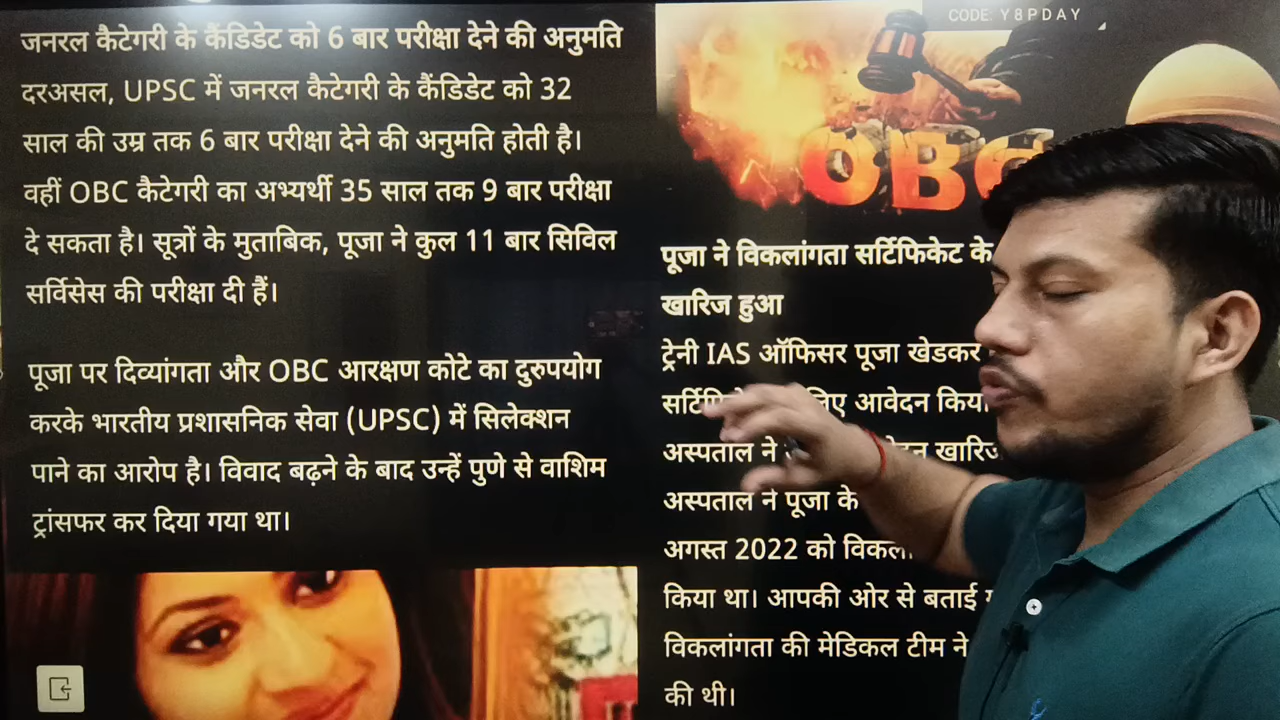 जनरल कैटेगरी के कैंडिडेट को 6 बार परीक्षा देने की अनुमति
दरअसल, UPSC में जनरल कैटेगरी के कैंडिडेट को 32
साल की उम्र तक 6 बार परीक्षा देने की अनुमति होती है।
वहीं OBC कैटेगरी का अभ्यर्थी 35 साल तक 9 बार परीक्षा
दे सकता है। सूत्रों के मुताबिक, पूजा ने कुल 11 बार सिविल
सर्विसेस की परीक्षा दी हैं।
पूजा पर दिव्यांगता और OBC आरक्षण कोटे का दुरुपयोग
करके भारतीय प्रशासनिक सेवा (UPSC) में सिलेक्शन
पाने का आरोप है। विवाद बढ़ने के बाद उन्हें पुणे से वाशिम
ट्रांसफर कर दिया गया था।
CODE: Y8PDAY
OBC
पूजा ने विकलांगता सर्टिफिकेट के
खारिज हुआ
ट्रेनी IAS ऑफिसर पूजा खेडकर
आवेदन किया
अस्पताल ने खारिज
अस्पताल ने पूजा के
अगस्त 2022 को
किया था। आपकी ओर से बताई
विकलांगता की मेडिकल टीम ने
की थी।